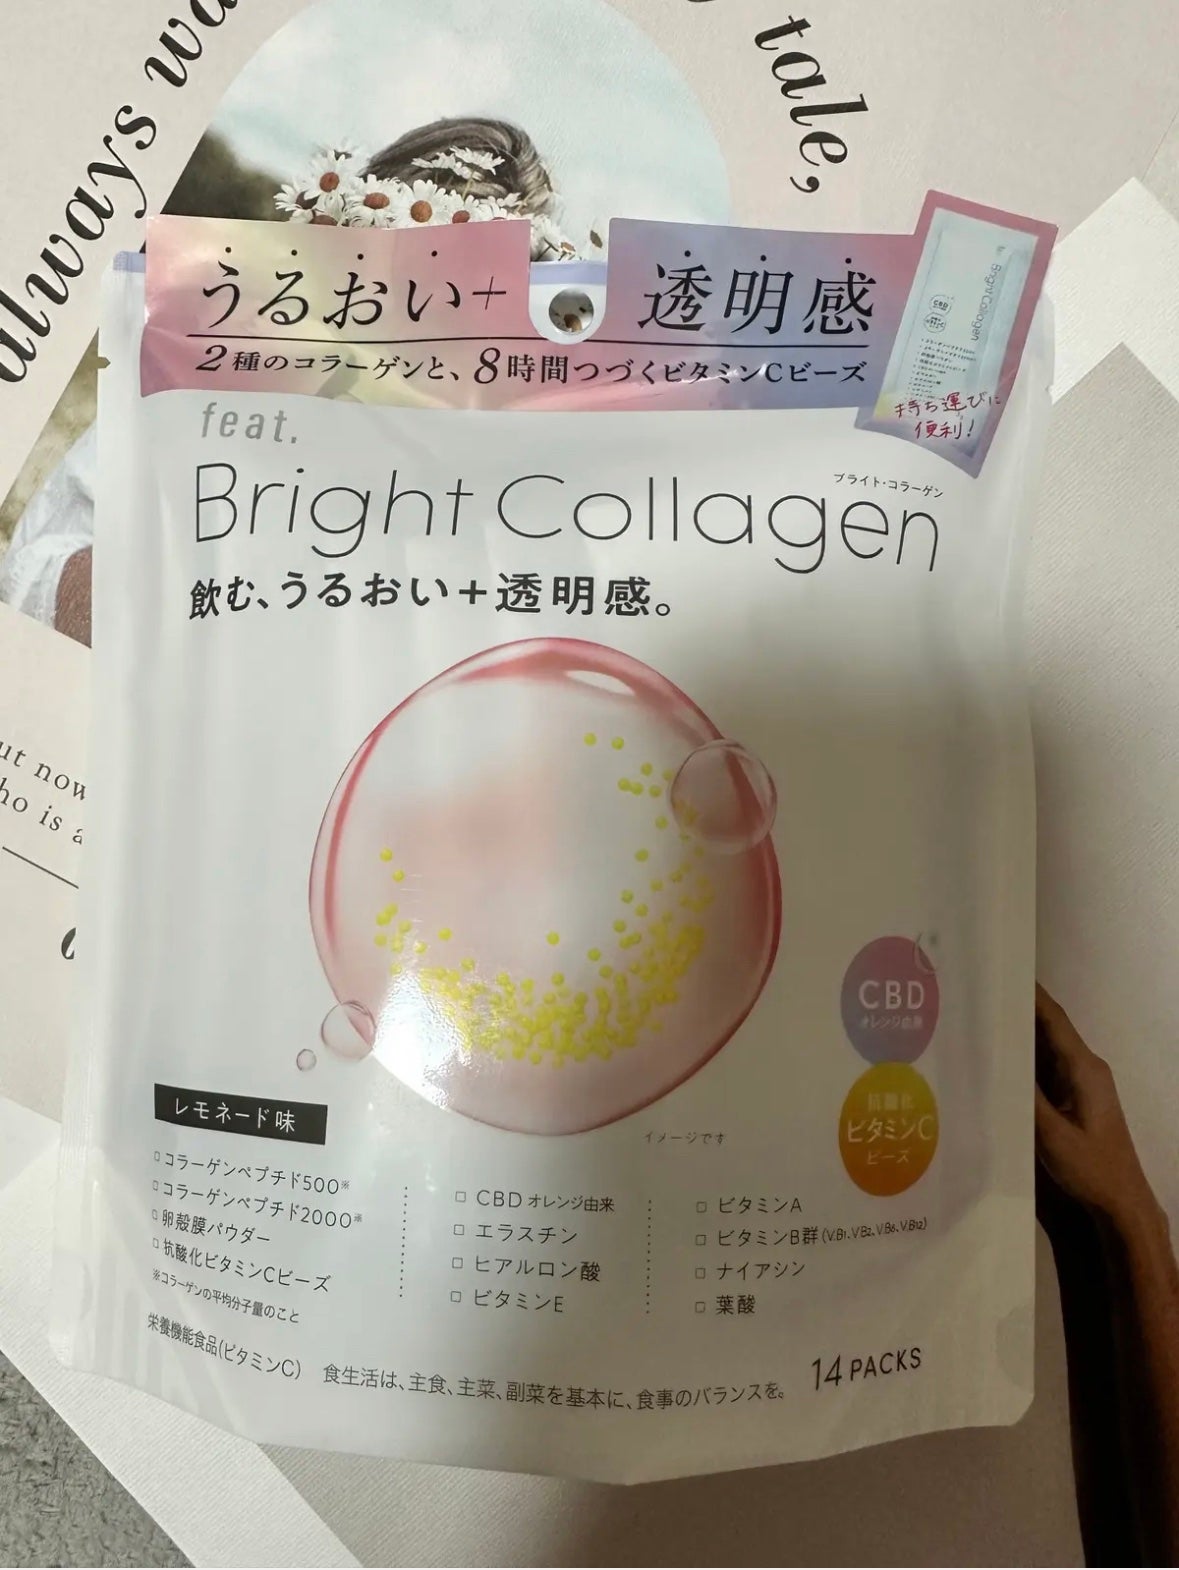 always wa
tale,
うるおい+ 透明感
2種のコラーゲンと、8時間つづくビタミンCビーズ
Bright Collagen
CBD
持ち運びに
便利!
feat.
ブライト・コラーゲン
Bright Collagen
飲む、うるおい+透明感。
ut now
ho is a
CBD
オレンジ由来
抗酸化
ビタミンC
ビーズ
イメージです
レモネード味
□ コラーゲンペプチド500※
□ コラーゲンペプチド2000※
□ 卵殻膜パウダー
□ 抗酸化ビタミンCビーズ
※コラーゲンの平均分子量のこと
□ CBD オレンジ由来
□ エラスチン
□ ヒアルロン酸
□ ビタミンE
□ ビタミンA
□ ビタミンB群(V.B1、V.B2、V.B6、V.B12)
□ ナイアシン
□ 葉酸
栄養機能食品(ビタミンC) 食生活は、主食、主菜、副菜を基本に、食事のバランスを。
14 PACKS